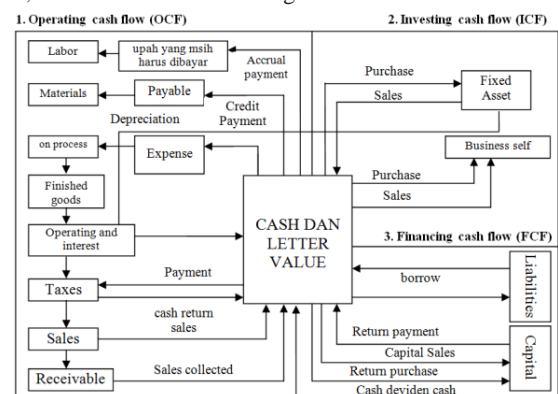 1. Operating cash flow (OCF)
2. Investing cash flow (ICF)
Labor
upah yang msih
harus dibayar
Accrual
payment
Materials
Payable
Credit
Payment
Depreciation
on process
Expense
Finished
goods
Operating and
interest
Payment
Taxes
cash return
sales
Sales
Sales collected
Receivable
CASH DAN
LETTER
VALUE
Purchase
Sales
Fixed
Asset
Business self
Purchase
Sales
3. Financing cash flow (FCF)
borrow
Liabilities
Return payment
Capital Sales
Return purchase
Cash deviden cash
Capital